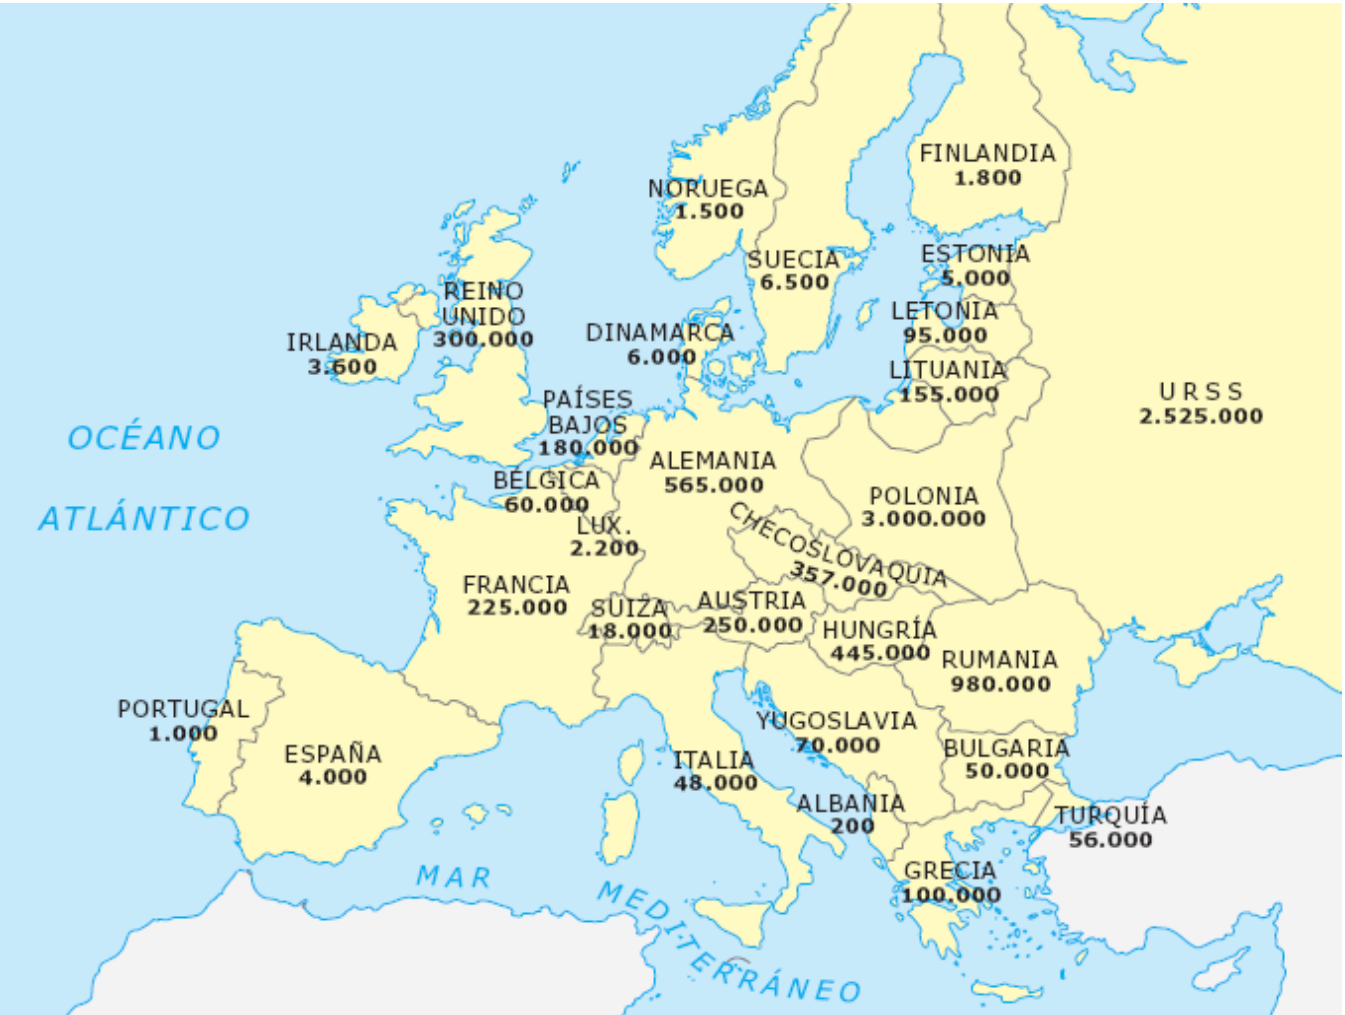 FINLANDIA
1.800
NORUEGA
1.500
SUECIA
6.500
ESTONIA
5.000
REINO
UNIDO
300.000
LETONIA
95.000
IRLANDA
3.600
DINAMARCA
6.000
LITUANIA
155.000
URSS
2.525.000
PAÍSES
BAJOS
180.000
OCÉANO
ATLÁNTICO
ALEMANIA
565.000
BÉLGICA
60.000
POLONIA
3.000.000
LUX.
2.200
CHECOSLOVAQUIA
357.000
FRANCIA
225.000
SUIZA
18.000
AUSTRIA
250.000
HUNGRÍA
445.000
RUMANIA
980.000
PORTUGAL
1.000
ESPAÑA
4.000
YUGOSLAVIA
70.000
ITALIA
48.000
BULGARIA
50.000
ALBANIA
200
TURQUÍA
56.000
GRECIA
100.000
MAR
MEDITERRÁNEO